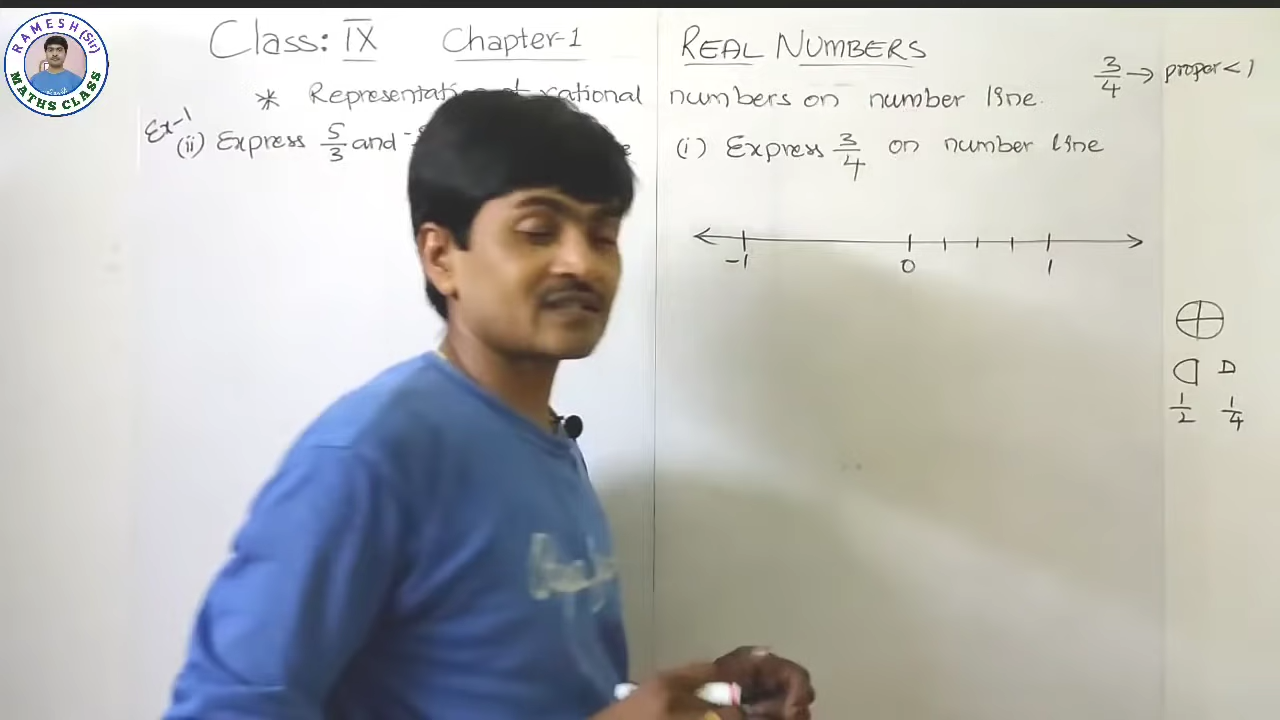 RAMESH (Sir)
MATHS CLASS
Class: IX Chapter-1 REAL NUMBERS
3/4 → proper < 1
* rational numbers on number line.
Ex-1
(ii) Express 5/3 and
(i) Express 3/4 on number line
-1 0 1
1/2 1/4